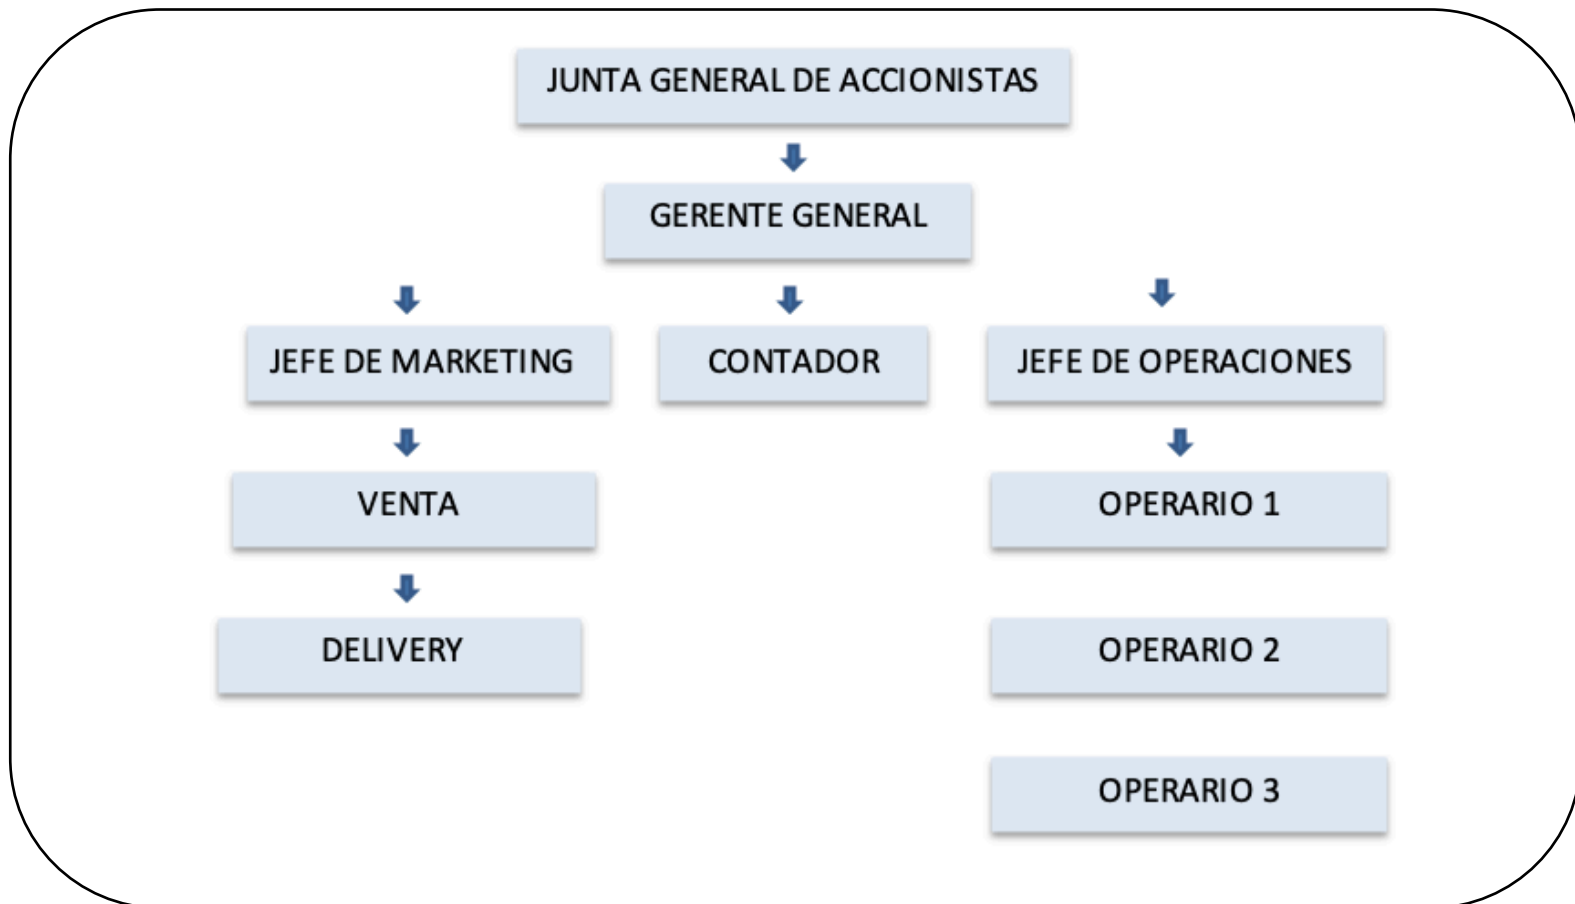 JUNTA GENERAL DE ACCIONISTAS
GERENTE GENERAL
JEFE DE MARKETING
CONTADOR
JEFE DE OPERACIONES
VENTA
OPERARIO 1
DELIVERY
OPERARIO 2
OPERARIO 3